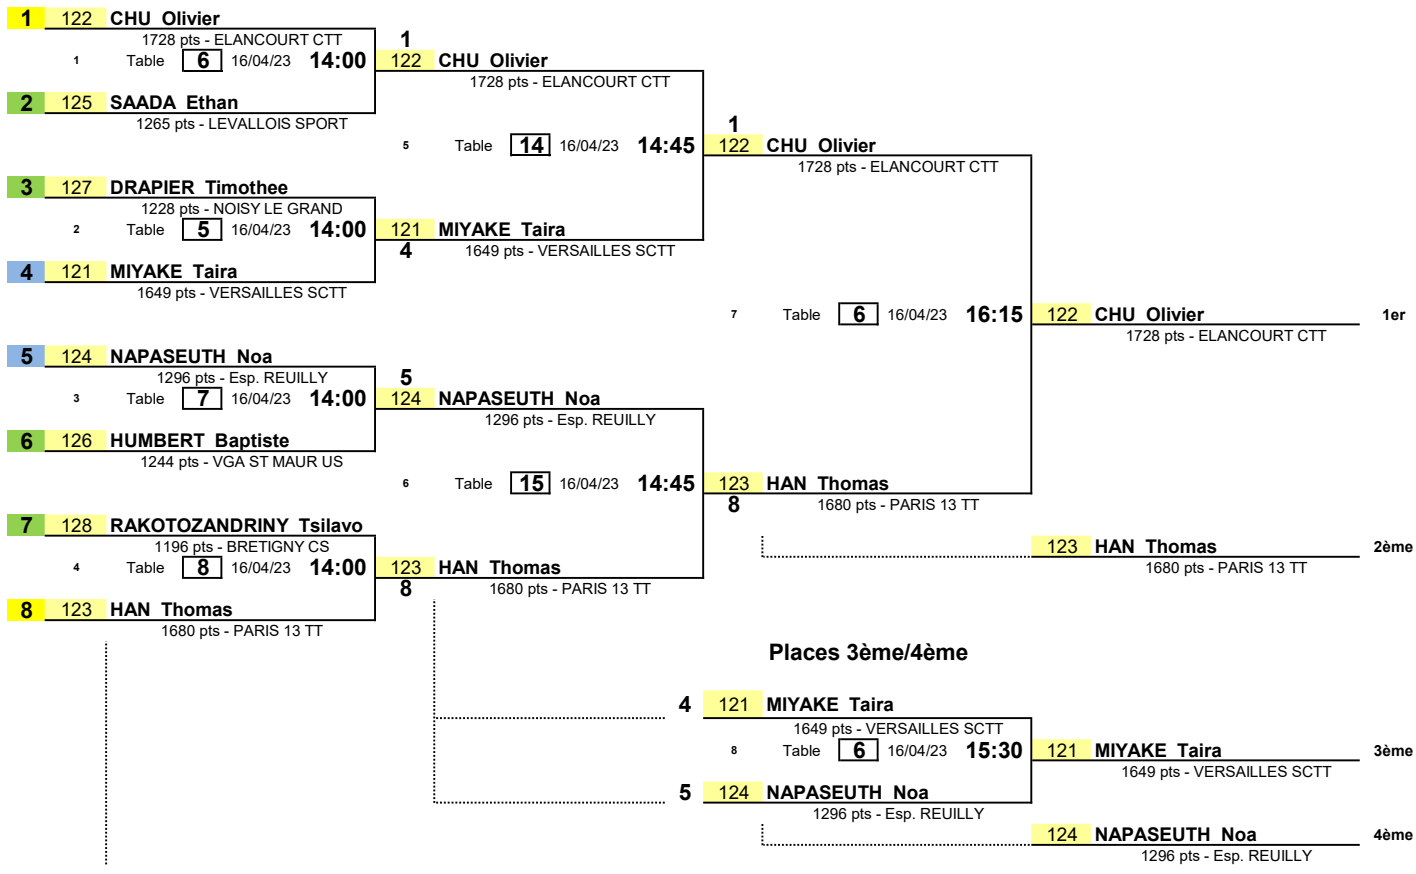 1 122 CHU Olivier
1728 pts - ELANCOURT CTT 1
1 Table 6 16/04/23 14:00 122 CHU Olivier
1728 pts - ELANCOURT CTT
2 125 SAADA Ethan
1265 pts - LEVALLOIS SPORT 1
5 Table 14 16/04/23 14:45 122 CHU Olivier
1728 pts - ELANCOURT CTT
3 127 DRAPIER Timothee
1228 pts - NOISY LE GRAND
2 Table 5 16/04/23 14:00 121 MIYAKE Taira
4 1649 pts - VERSAILLES SCTT
4 121 MIYAKE Taira
1649 pts - VERSAILLES SCTT
7 Table 6 16/04/23 16:15 122 CHU Olivier 1er
1728 pts - ELANCOURT CTT
5 124 NAPASEUTH Noa
1296 pts - Esp. REUILLY 5
3 Table 7 16/04/23 14:00 124 NAPASEUTH Noa
1296 pts - Esp. REUILLY
6 126 HUMBERT Baptiste
1244 pts - VGA ST MAUR US
6 Table 15 16/04/23 14:45 123 HAN Thomas
8 1680 pts - PARIS 13 TT
7 128 RAKOTOZANDRINY Tsilavo
1196 pts - BRETIGNY CS 123 HAN Thomas 2ème
4 Table 8 16/04/23 14:00 123 HAN Thomas 1680 pts - PARIS 13 TT
8 1680 pts - PARIS 13 TT
8 123 HAN Thomas
1680 pts - PARIS 13 TT
Places 3ème/4ème
4 121 MIYAKE Taira
1649 pts - VERSAILLES SCTT
8 Table 6 16/04/23 15:30 121 MIYAKE Taira 3ème
1649 pts - VERSAILLES SCTT
5 124 NAPASEUTH Noa
1296 pts - Esp. REUILLY
124 NAPASEUTH Noa 4ème
1296 pts - Esp. REUILLY